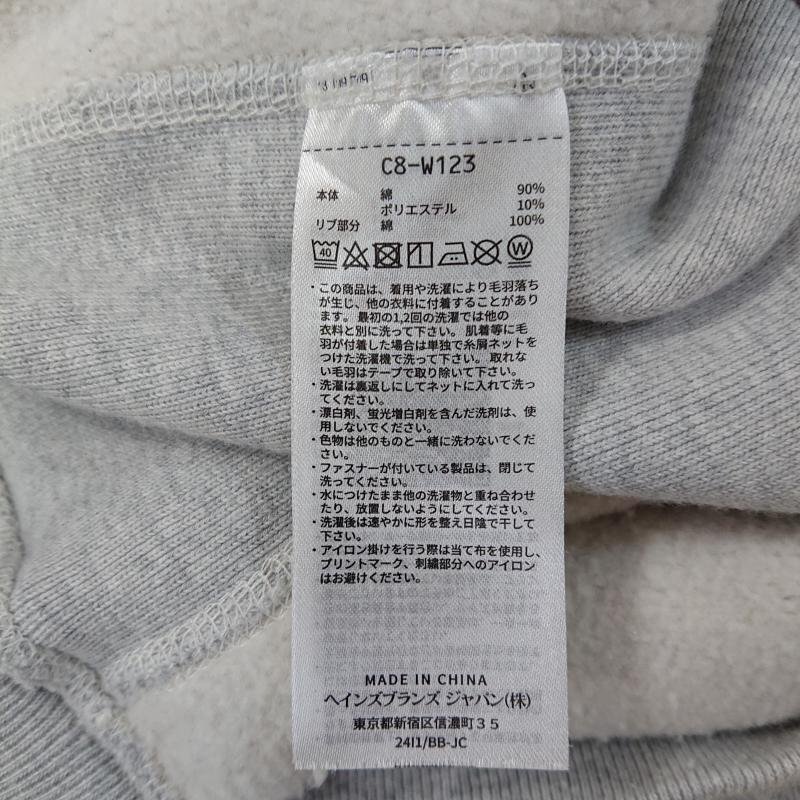 C8-W123
本体 綿 90%
ポリエステル 10%
リブ部分 綿 100%
40 W
・この商品は、着用や洗濯により毛羽落ち
が生じ、他の衣料に付着することがあり
ます。最初の1,2回の洗濯では他の
衣料と別に洗って下さい。肌着等に毛
羽が付着した場合は単独で糸屑ネットを
つけた洗濯機で洗って下さい。取れな
い毛羽はテープで取り除いて下さい。
・洗濯は裏返しにしてネットに入れて洗っ
てください。
・漂白剤、蛍光増白剤を含んだ洗剤は、使
用しないでください。
・色物は他のものと一緒に洗わないでくだ
さい。
・ファスナーが付いている製品は、閉じて
洗ってください。
・水につけたまま他の洗濯物と重ね合わせ
たり、放置しないようにしてください。
・洗濯後は速やかに形を整え日陰で干して
下さい。
・アイロン掛けを行う際は当て布を使用し、
プリントマーク、刺繍部分へのアイロン
はお避けください。
MADE IN CHINA
ヘインズブランズ ジャパン(株)
東京都新宿区信濃町35
24I1/BB-JC